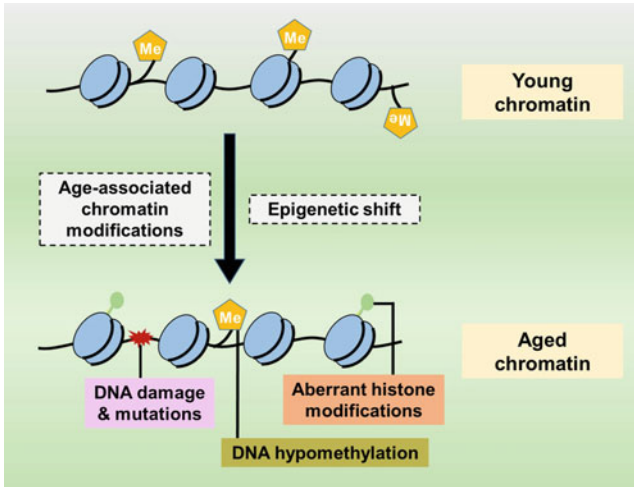 Me
Me
Me
Young
chromatin
Age-associated
chromatin
modifications
Epigenetic shift
Me
Aged
chromatin
DNA damage
& mutations
Aberrant histone
modifications
DNA hypomethylation